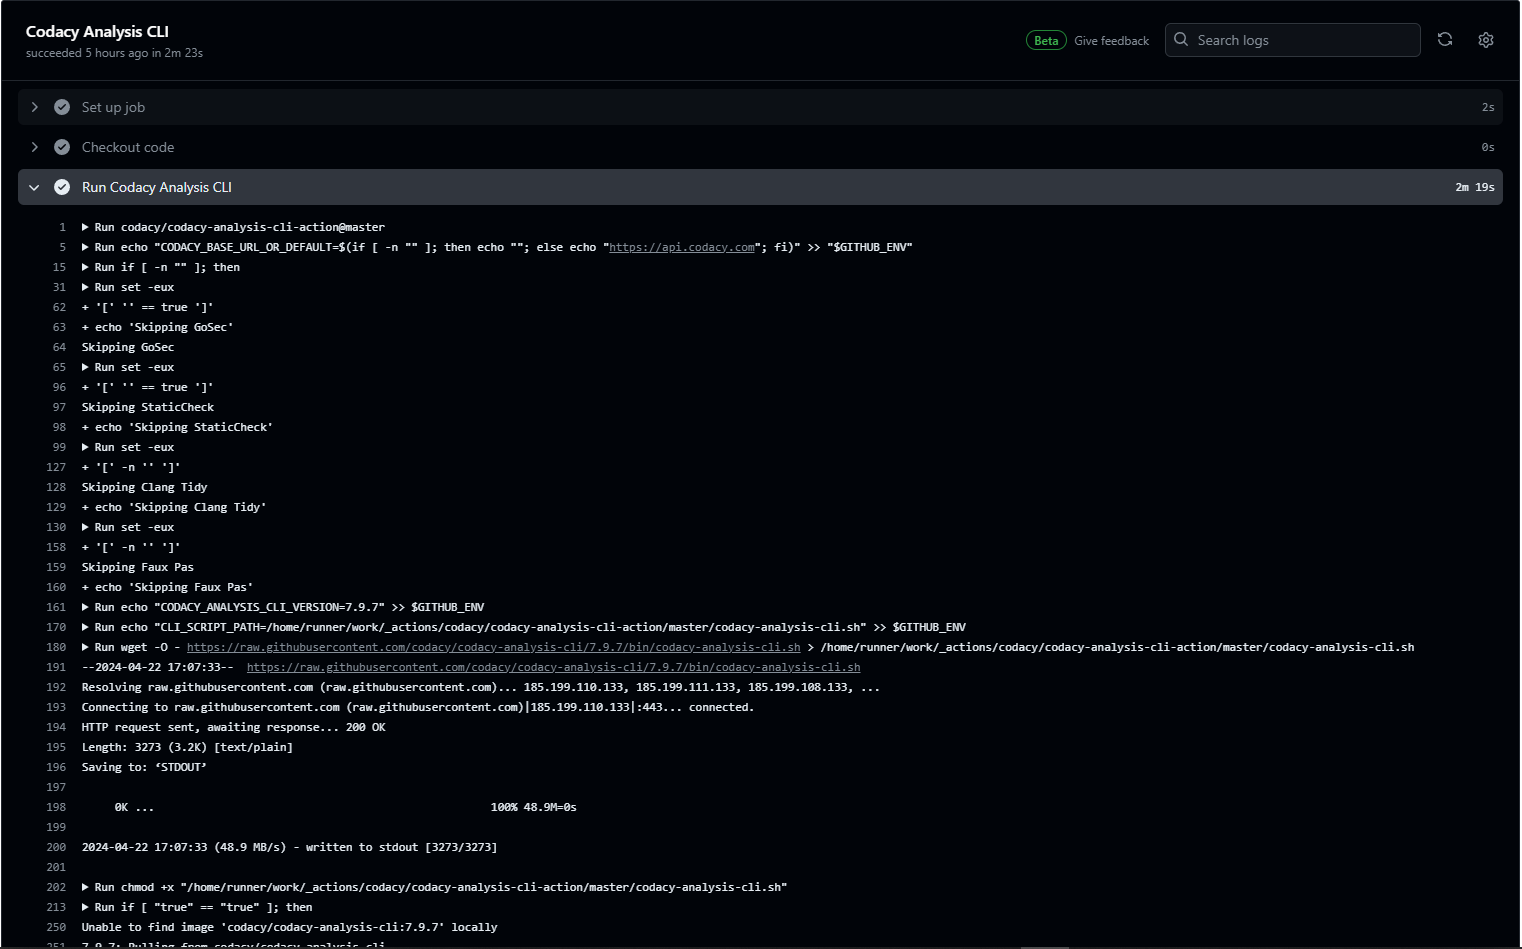 Codacy Analysis CLI
succeeded 5 hours ago in 2m 23s
Beta Give feedback
Search logs
Set up job 2s
Checkout code 0s
Run Codacy Analysis CLI 2m 19s
1 Run codacy/codacy-analysis-cli-action@master
5 Run echo "CODACY_BASE_URL_OR_DEFAULT=$(if [ -n "" ]; then echo ""; else echo "https://api.codacy.com"; fi)" >> "$GITHUB_ENV"
15 Run if [ -n "" ]; then
31 Run set -eux
62 + '[' '' == true ']'
63 + echo 'Skipping GoSec'
64 Skipping GoSec
65 Run set -eux
96 + '[' '' == true ']'
97 Skipping StaticCheck
98 + echo 'Skipping StaticCheck'
99 Run set -eux
127 + '[' -n '' ']'
128 Skipping Clang Tidy
129 + echo 'Skipping Clang Tidy'
130 Run set -eux
158 + '[' -n '' ']'
159 Skipping Faux Pas
160 + echo 'Skipping Faux Pas'
161 Run echo "CODACY_ANALYSIS_CLI_VERSION=7.9.7" >> $GITHUB_ENV
170 Run echo "CLI_SCRIPT_PATH=/home/runner/work/_actions/codacy/codacy-analysis-cli-action/master/codacy-analysis-cli.sh" >> $GITHUB_ENV
180 Run wget -O - https://raw.githubusercontent.com/codacy/codacy-analysis-cli/7.9.7/bin/codacy-analysis-cli.sh > /home/runner/work/_actions/codacy/codacy-analysis-cli-action/master/codacy-analysis-cli.sh
191 --2024-04-22 17:07:33-- https://raw.githubusercontent.com/codacy/codacy-analysis-cli/7.9.7/bin/codacy-analysis-cli.sh
192 Resolving raw.githubusercontent.com (raw.githubusercontent.com)... 185.199.110.133, 185.199.111.133, 185.199.108.133, ...
193 Connecting to raw.githubusercontent.com (raw.githubusercontent.com)|185.199.110.133|:443... connected.
194 HTTP request sent, awaiting response... 200 OK
195 Length: 3273 (3.2K) [text/plain]
196 Saving to: ‘STDOUT’
197
198 0K ... 100% 48.9M=0s
199
200 2024-04-22 17:07:33 (48.9 MB/s) - written to stdout [3273/3273]
201
202 Run chmod +x "/home/runner/work/_actions/codacy/codacy-analysis-cli-action/master/codacy-analysis-cli.sh"
213 Run if [ "true" == "true" ]; then
250 Unable to find image 'codacy/codacy-analysis-cli:7.9.7' locally
251 7.9.7: Pulling from codacy/codacy-analysis-cli